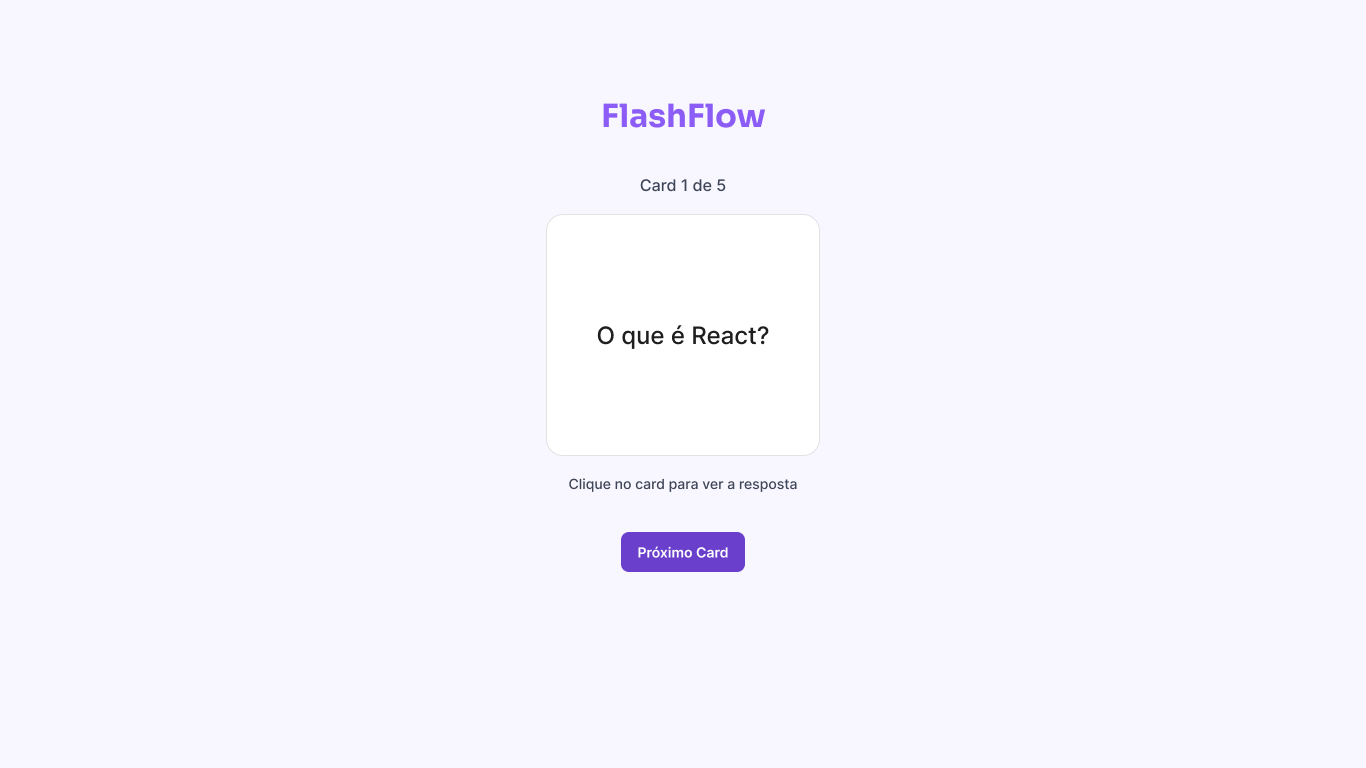 FlashFlow
Card 1 de 5
O que é React?
Clique no card para ver a resposta
Próximo Card